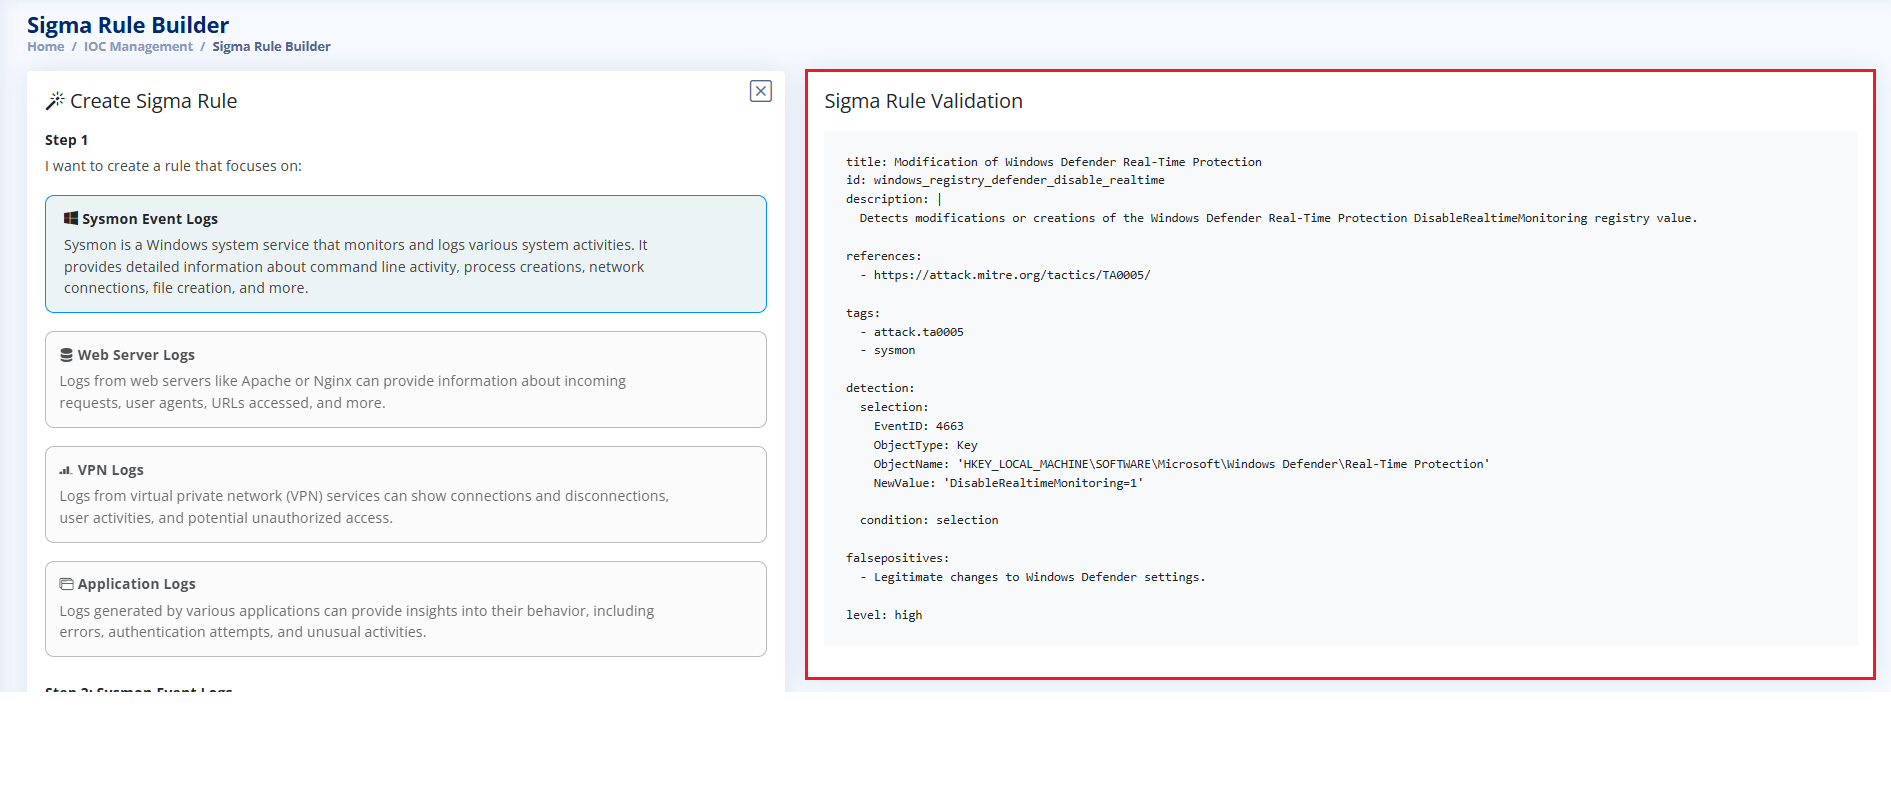 Sigma Rule Builder
Home / IOC Management / Sigma Rule Builder
Create Sigma Rule
Step 1
I want to create a rule that focuses on:
Sysmon Event Logs
Sysmon is a Windows system service that monitors and logs various system activities. It
provides detailed information about command line activity, process creations, network
connections, file creation, and more.
Web Server Logs
Logs from web servers like Apache or Nginx can provide information about incoming
requests, user agents, URLs accessed, and more.
VPN Logs
Logs from virtual private network (VPN) services can show connections and disconnections,
user activities, and potential unauthorized access.
Application Logs
Logs generated by various applications can provide insights into their behavior, including
errors, authentication attempts, and unusual activities.
Step 2: Sysmon Event Logs
Sigma Rule Validation
title: Modification of Windows Defender Real-Time Protection
id: windows_registry_defender_disable_realtime
description: |
Detects modifications or creations of the Windows Defender Real-Time Protection DisableRealtimeMonitoring registry value.
references:
- https://attack.mitre.org/tactics/TA0005/
tags:
- attack.ta0005
- sysmon
detection:
selection:
EventID: 4663
ObjectType: Key
ObjectName: 'HKEY_LOCAL_MACHINE\SOFTWARE\Microsoft\Windows Defender\Real-Time Protection'
NewValue: 'DisableRealtimeMonitoring=1'
condition: selection
falsepositives:
- Legitimate changes to Windows Defender settings.
level: high